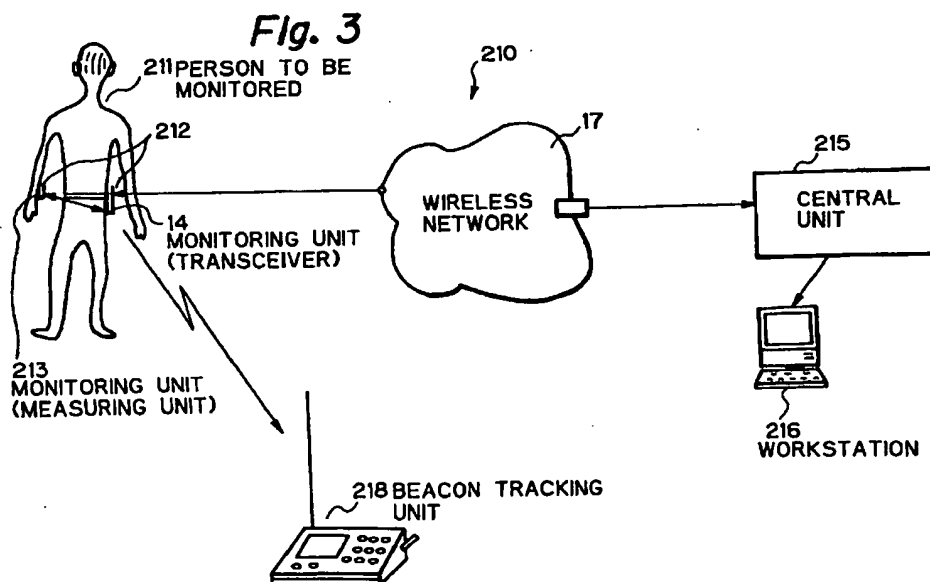 Fig. 3
211 PERSON TO BE
MONITORED
210
212
17
215
WIRELESS
NETWORK
CENTRAL
UNIT
14
MONITORING UNIT
(TRANSCEIVER)
213
MONITORING UNIT
(MEASURING UNIT)
216
WORKSTATION
218 BEACON TRACKING
UNIT